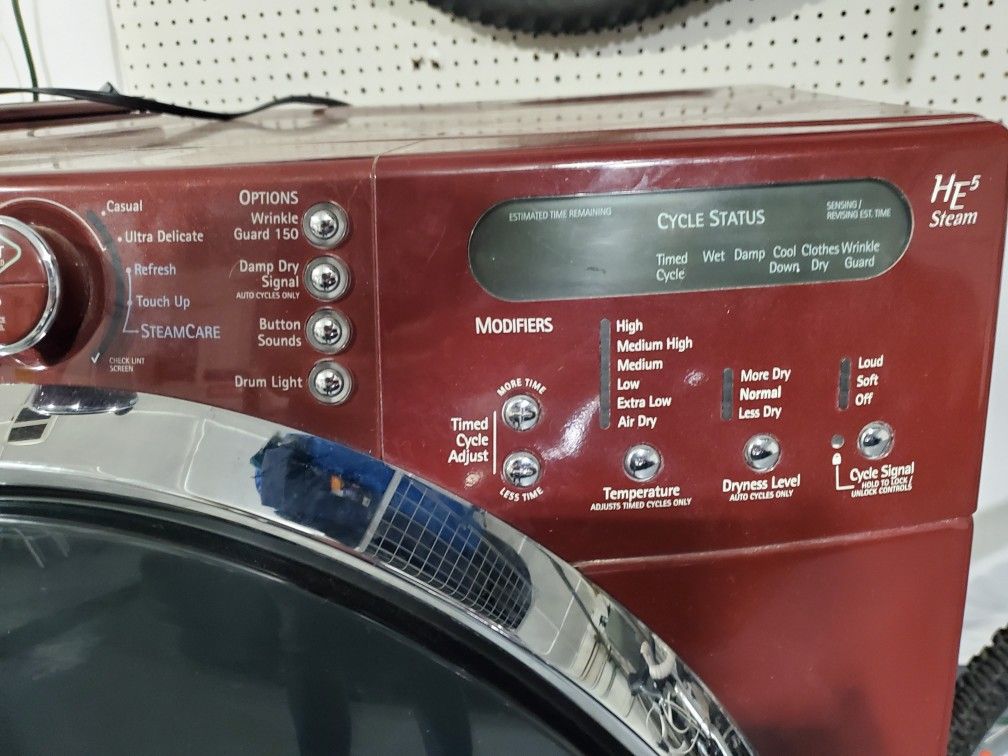 Casual
Ultra Delicate
Refresh
Touch Up
STEAMCARE
✓ CHECK LINT
SCREEN
OPTIONS
Wrinkle
Guard 150
Damp Dry
Signal
AUTO CYCLES ONLY
Button
Sounds
Drum Light
ESTIMATED TIME REMAINING
CYCLE STATUS
SENSING /
REVISING EST. TIME
Timed
Cycle
Wet
Damp
Cool
Down
Clothes
Dry
Wrinkle
Guard
HE5
Steam
MODIFIERS
MORE TIME
Timed
Cycle
Adjust
LESS TIME
High
Medium High
Medium
Low
Extra Low
Air Dry
Temperature
ADJUSTS TIMED CYCLES ONLY
More Dry
Normal
Less Dry
Dryness Level
AUTO CYCLES ONLY
Loud
Soft
Off
Cycle Signal
HOLD TO LOCK/
UNLOCK CONTROLS